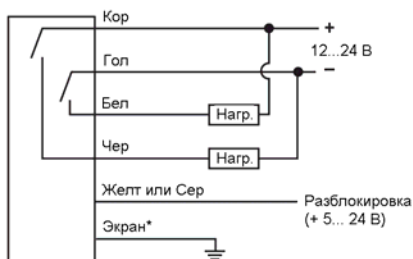 Кор
+
12...24 В
Гол
−
Бел
Нагр.
Чер
Нагр.
Желт или Сер
Разблокировка
(+ 5... 24 В)
Экран*